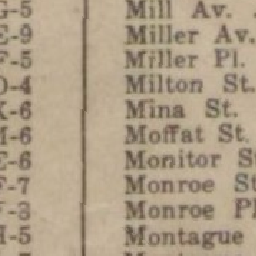 G-5 Mill Av.
E-9 Miller Av.
F-5 Miller Pl.
O-4 Milton St.
K-6 Mina St.
M-6 Moffat St.
E-6 Monitor St
F-7 Monroe St
F-3 Monroe Pl
H-5 Montague